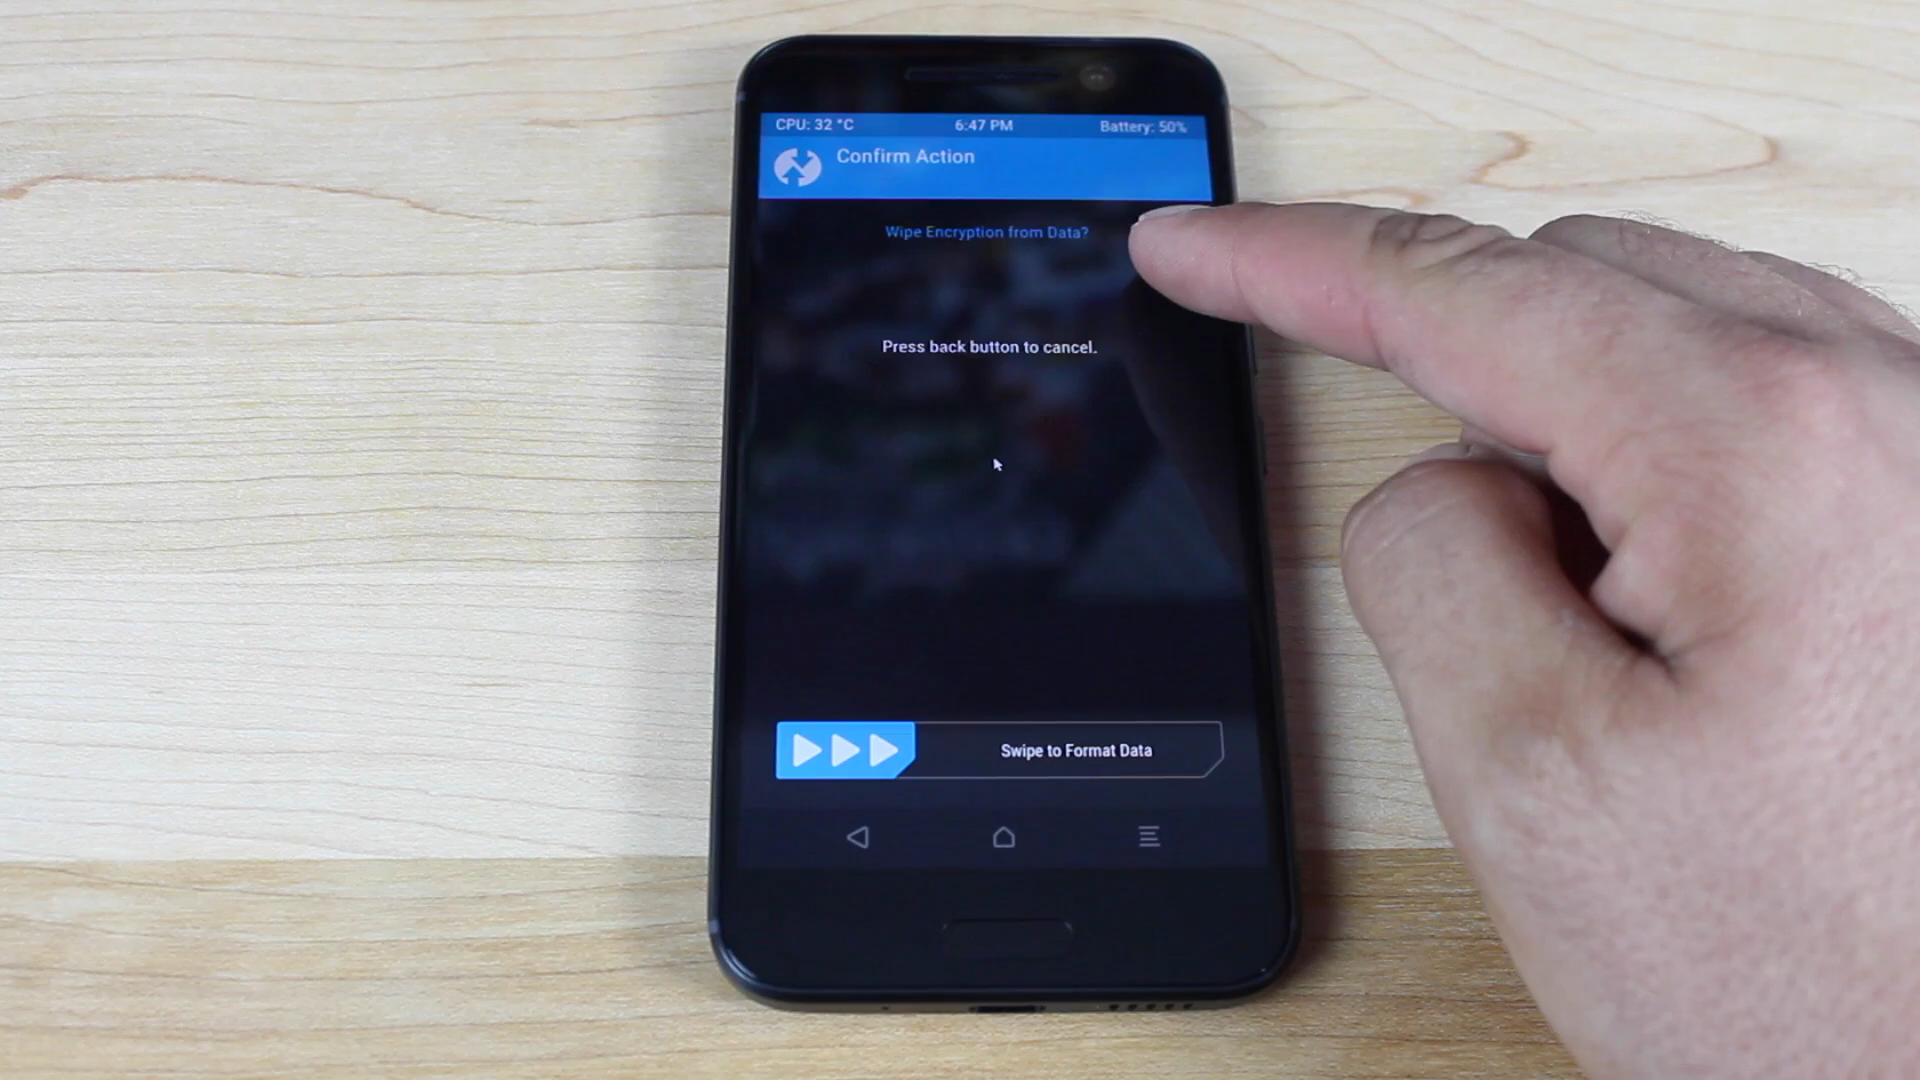 CPU: 32 °C 6:47 PM Battery: 50%
Confirm Action
Wipe Encryption from Data?
Press back button to cancel.
Swipe to Format Data